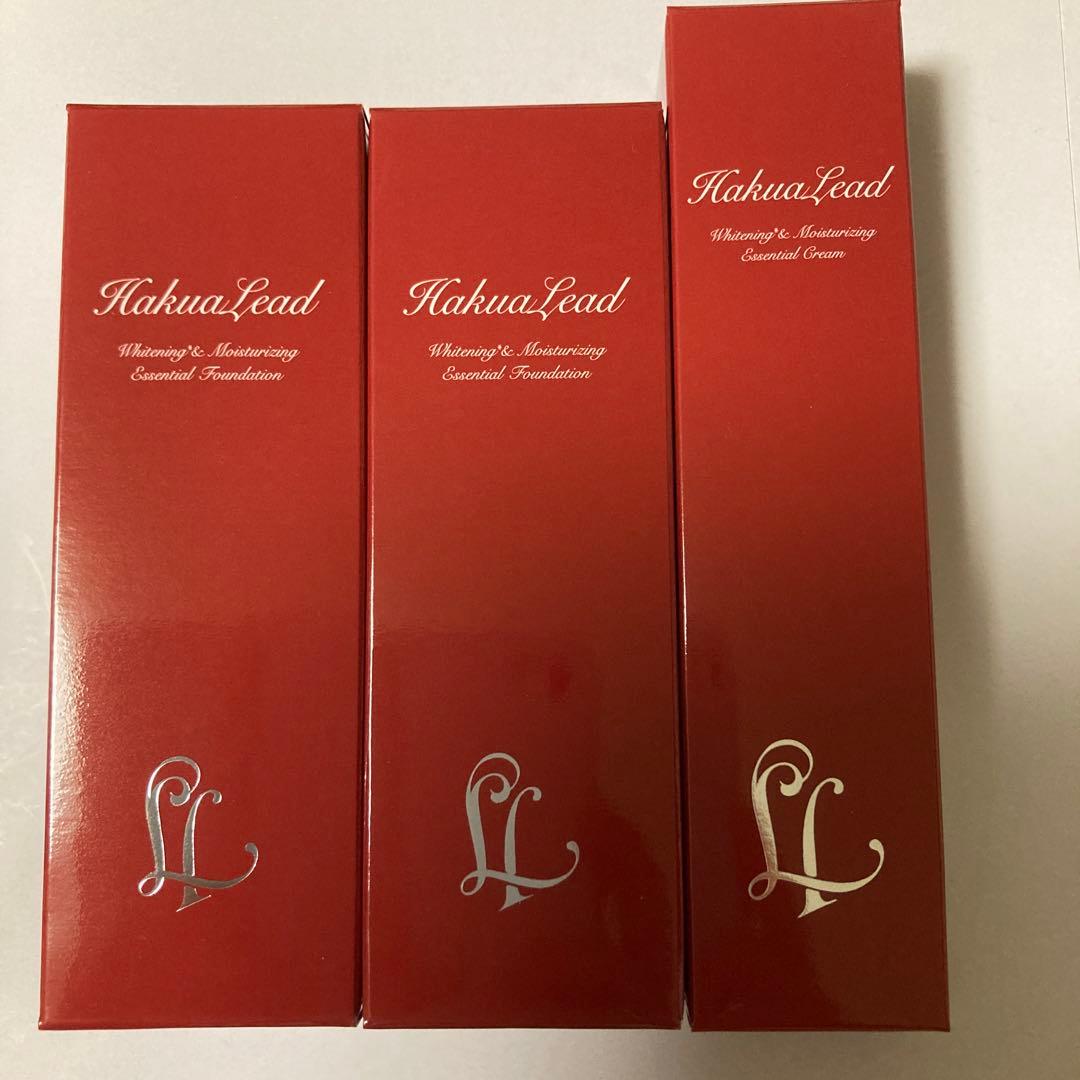 HakuaLead
Whitening*& Moisturizing
Essential Foundation
HakuaLead
Whitening*& Moisturizing
Essential Foundation
HakuaLead
Whitening*& Moisturizing
Essential Cream